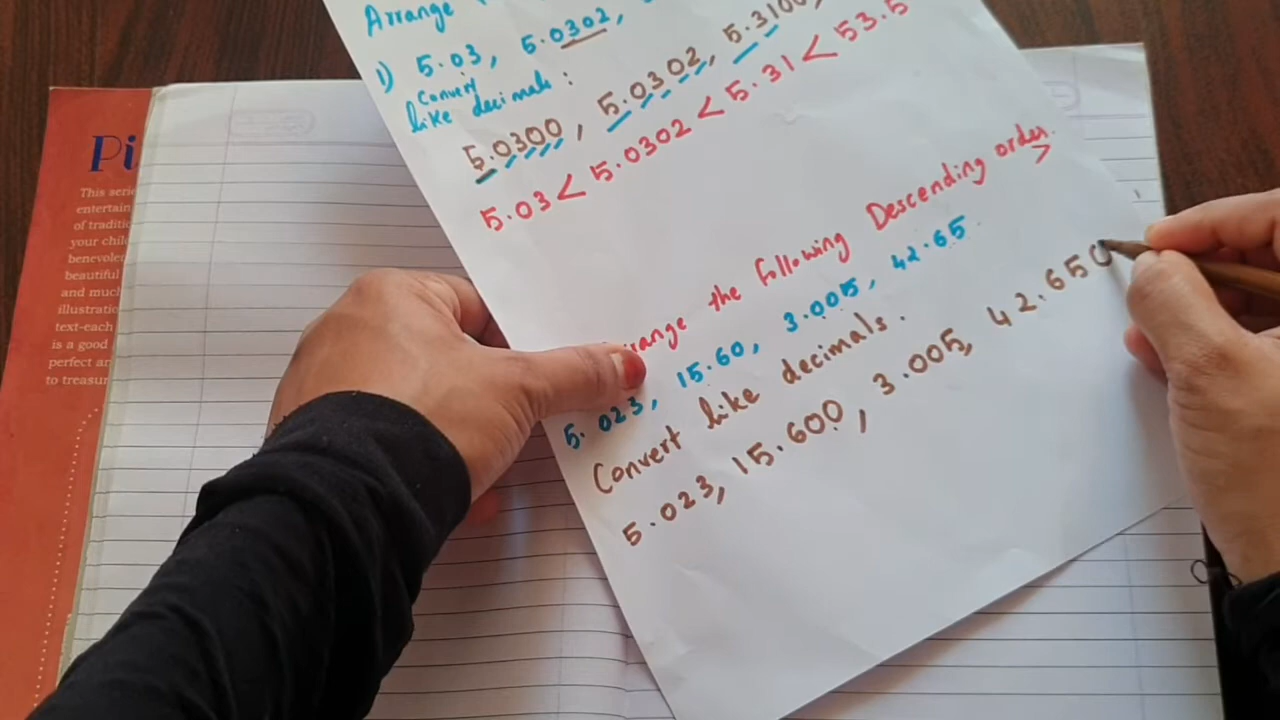 Arrange
1) 5.03, 5.0302,
Convert
like decimals:
5.0300, 5.0302, 5.3100,
5.03 < 5.0302 < 5.31 < 53.5
range the following Descending order.
>
5.023, 15.60, 3.005, 42.65
Convert like decimals.
5.023, 15.600, 3.005, 42.650
Pi
This serie
entertain
of traditio
your chil
benevole
beautiful
and much
illustratio
text-each
is a good
perfect an
to treasur